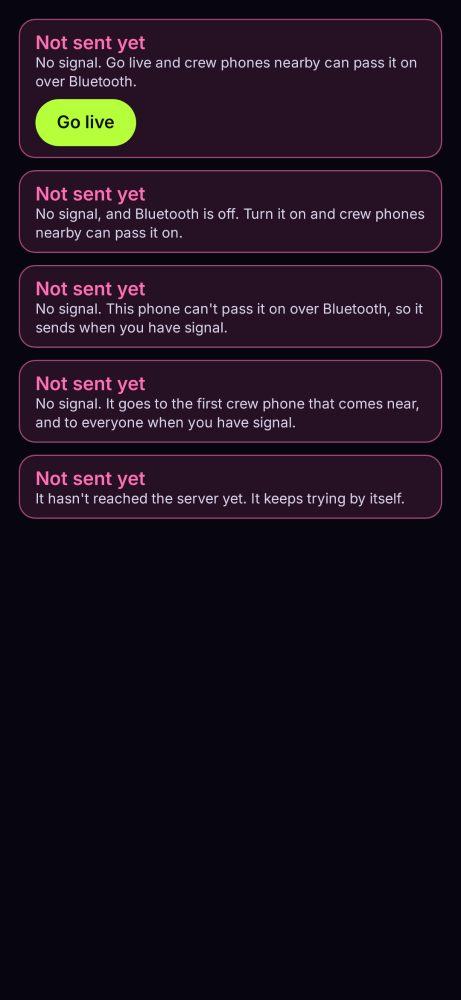 Not sent yet
No signal. Go live and crew phones nearby can pass it on
over Bluetooth.
Go live
Not sent yet
No signal, and Bluetooth is off. Turn it on and crew phones
nearby can pass it on.
Not sent yet
No signal. This phone can't pass it on over Bluetooth, so it
sends when you have signal.
Not sent yet
No signal. It goes to the first crew phone that comes near,
and to everyone when you have signal.
Not sent yet
It hasn't reached the server yet. It keeps trying by itself.